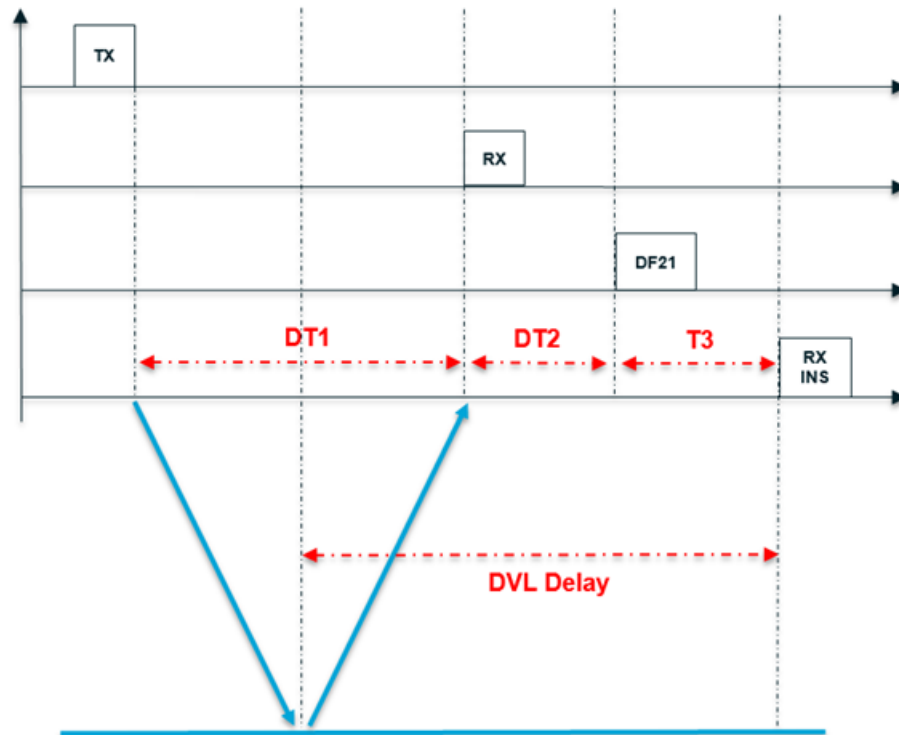 TX
RX
DF21
DT1
DT2
T3
RX
INS
DVL Delay